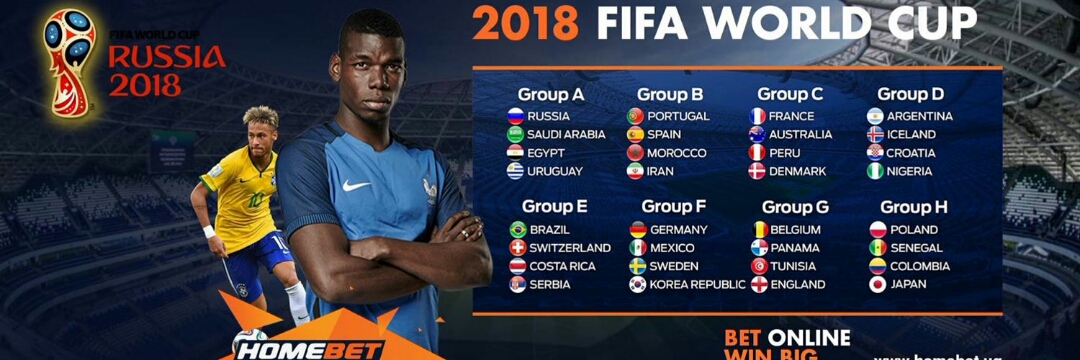 FIFA WORLD CUP
RUSSIA
2018
2018 FIFA WORLD CUP
Group A
RUSSIA
SAUDI ARABIA
EGYPT
URUGUAY
Group B
PORTUGAL
SPAIN
MOROCCO
IRAN
Group C
FRANCE
AUSTRALIA
PERU
DENMARK
Group D
ARGENTINA
ICELAND
CROATIA
NIGERIA
Group E
BRAZIL
SWITZERLAND
COSTA RICA
SERBIA
Group F
GERMANY
MEXICO
SWEDEN
KOREA REPUBLIC
Group G
BELGIUM
PANAMA
TUNISIA
ENGLAND
Group H
POLAND
SENEGAL
COLOMBIA
JAPAN
10
HOMEBET
BET ONLINE
WIN BIG
www.homebet.ug